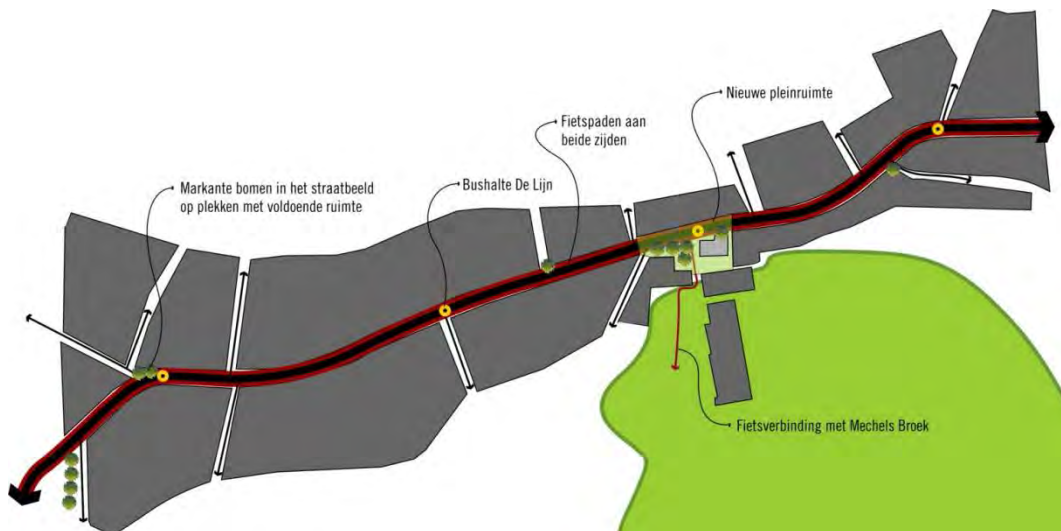 Nieuwe pleinruimte
Fietspaden aan
beide zijden
Markante bomen in het straatbeeld
op plekken met voldoende ruimte
Bushalte De Lijn
Fietsverbinding met Mechels Broek